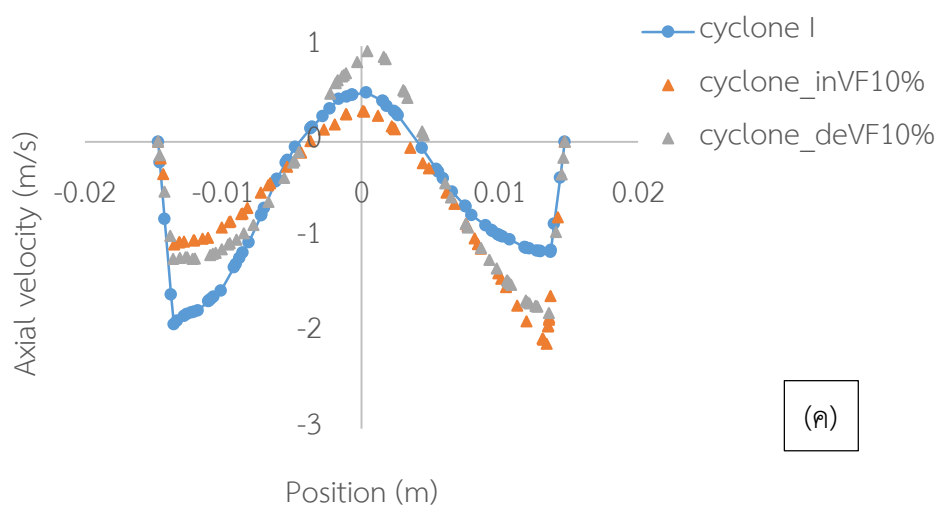 cyclone I
cyclone_inVF10%
cyclone_deVF10%
Axial velocity (m/s)
1
0
-1
-2
-3
-0.02
-0.01
0
0.01
0.02
Position (m)
(ค)